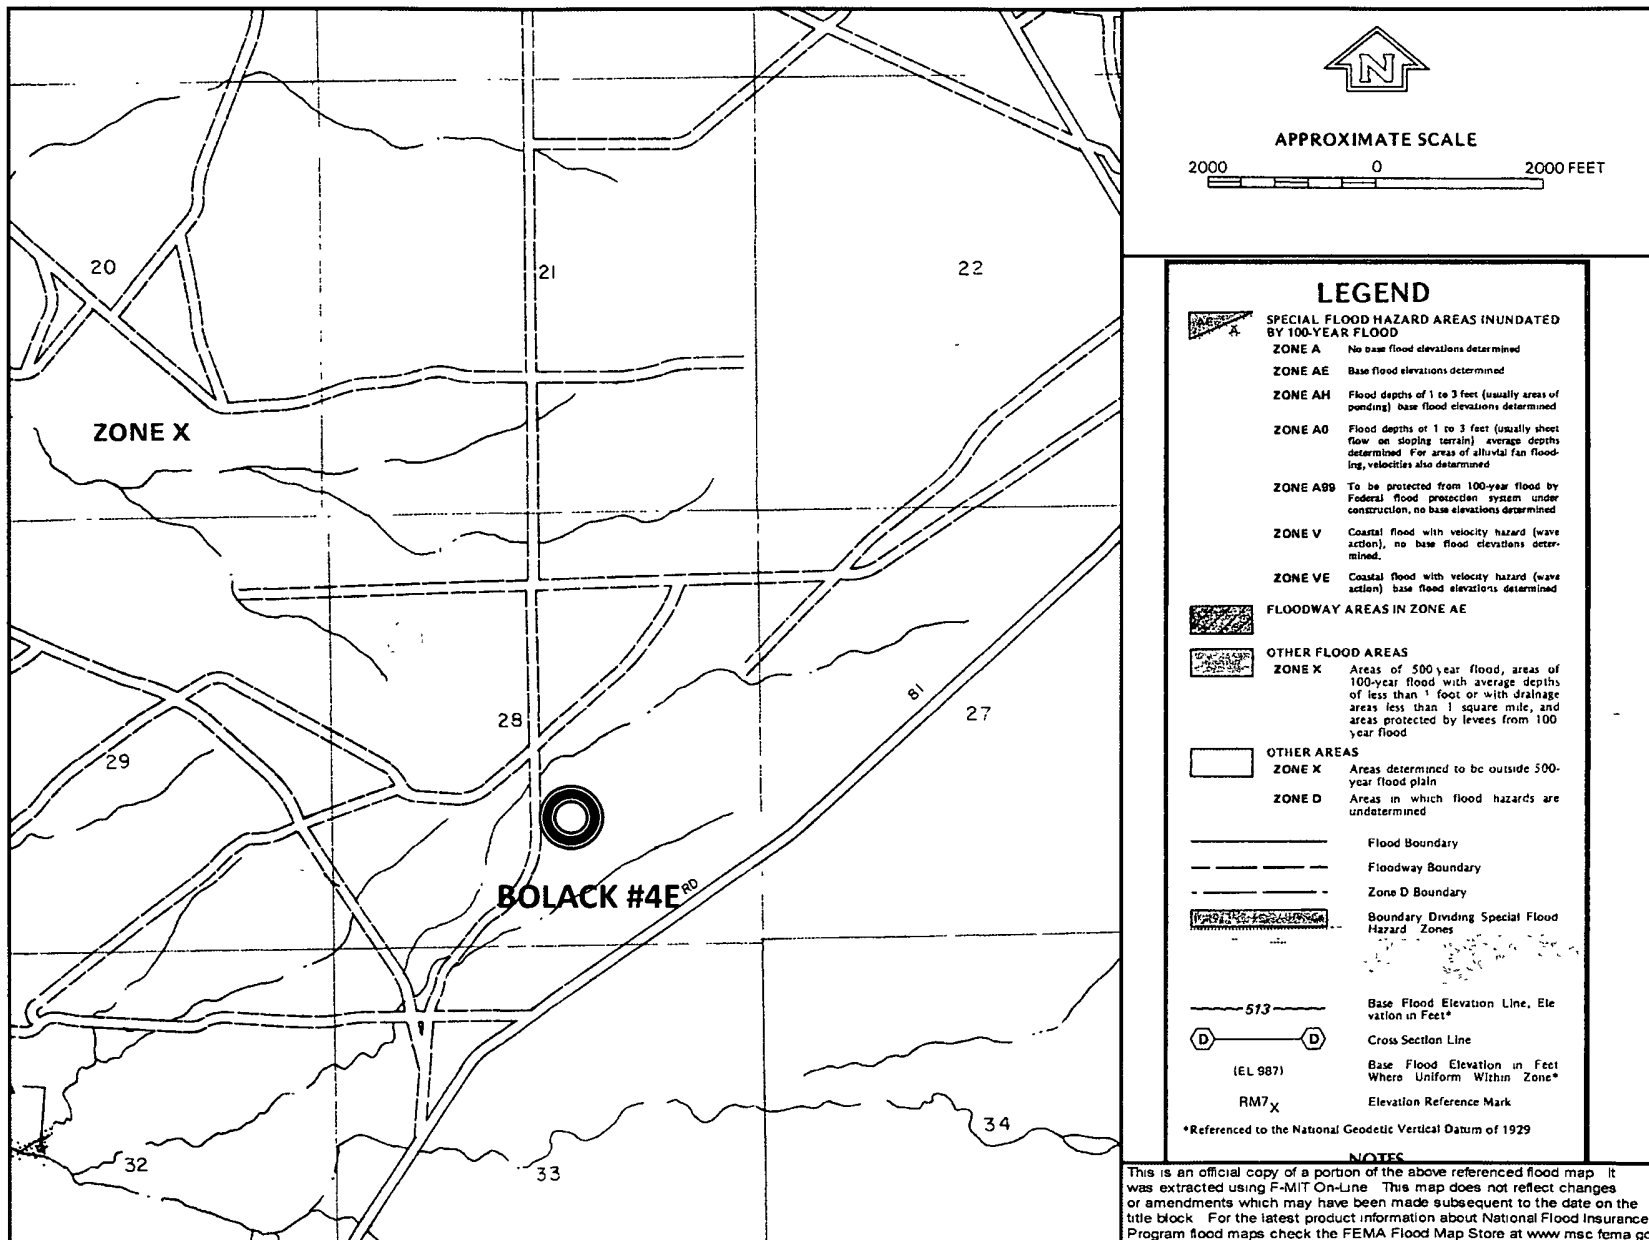 20
21
22
ZONE X
28
29
81
27
BOLACK #4E
RD
32
33
34
N
APPROXIMATE SCALE
2000 0 2000 FEET
LEGEND
SPECIAL FLOOD HAZARD AREAS INUNDATED
BY 100-YEAR FLOOD
ZONE A No base flood elevations determined
ZONE AE Base flood elevations determined
ZONE AH Flood depths of 1 to 3 feet (usually areas of
ponding) base flood elevations determined
ZONE A0 Flood depths of 1 to 3 feet (usually sheet
flow on sloping terrain) average depths
determined For areas of alluvial fan flood-
ing, velocities also determined
ZONE A99 To be protected from 100-year flood by
Federal flood protection system under
construction, no base elevations determined
ZONE V Coastal flood with velocity hazard (wave
action), no base flood elevations deter-
mined.
ZONE VE Coastal flood with velocity hazard (wave
action) base flood elevations determined
FLOODWAY AREAS IN ZONE AE
OTHER FLOOD AREAS
ZONE X Areas of 500 year flood, areas of
100-year flood with average depths
of less than 1 foot or with drainage
areas less than 1 square mile, and
areas protected by levees from 100
year flood
OTHER AREAS
ZONE X Areas determined to be outside 500-
year flood plain
ZONE D Areas in which flood hazards are
undetermined
Flood Boundary
Floodway Boundary
Zone D Boundary
Boundary Dividing Special Flood
Hazard Zones
513 Base Flood Elevation Line, Ele
vation in Feet*
D D Cross Section Line
(EL 987) Base Flood Elevation in Feet
Where Uniform Within Zone*
RM7X Elevation Reference Mark
*Referenced to the National Geodetic Vertical Datum of 1929
NOTES
This is an official copy of a portion of the above referenced flood map It
was extracted using F-MIT On-Line This map does not reflect changes
or amendments which may have been made subsequent to the date on the
title block For the latest product information about National Flood Insurance
Program flood maps check the FEMA Flood Map Store at www msc fema go